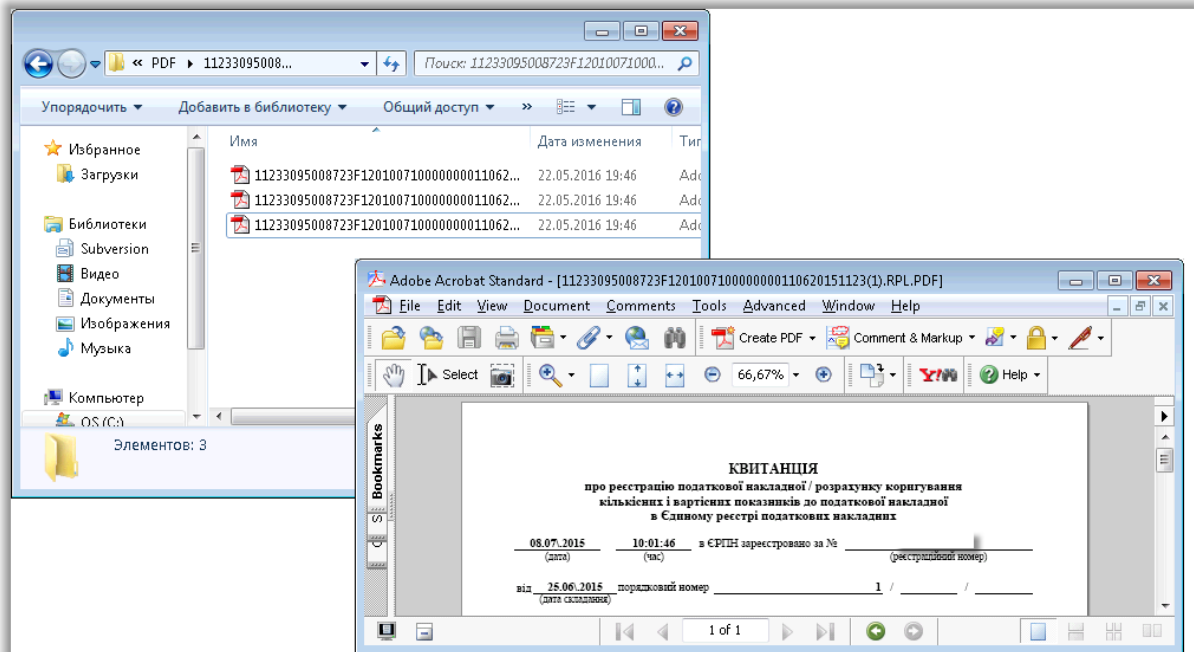 « PDF ▸ 11233095008...
Поиск: 11233095008723F12010071000...
Упорядочить ▾ Добавить в библиотеку ▾ Общий доступ ▾ »
Имя Дата изменения Тип
Избранное
Загрузки
Библиотеки
Subversion
Видео
Документы
Изображения
Музыка
Компьютер
OS (C:)
11233095008723F1201007100000000011062... 22.05.2016 19:46 Ado
11233095008723F1201007100000000011062... 22.05.2016 19:46 Ado
11233095008723F1201007100000000011062... 22.05.2016 19:46 Ado
Элементов: 3
Adobe Acrobat Standard - [11233095008723F1201007100000000110620151123(1).RPL.PDF]
File Edit View Document Comments Tools Advanced Window Help
Create PDF Comment & Markup
Select 66,67% Y! Help
Bookmarks
КВИТАНЦІЯ
про реєстрацію податкової накладної / розрахунку коригування
кількісних і вартісних показників до податкової накладної
в Єдиному реєстрі податкових накладних
08.07\.2015 10:01:46 в ЄРПН зареєстровано за №
(дата) (час) (реєстраційний номер)
від 25.06\.2015 порядковий номер 1 / /
(дата складання)
1 of 1